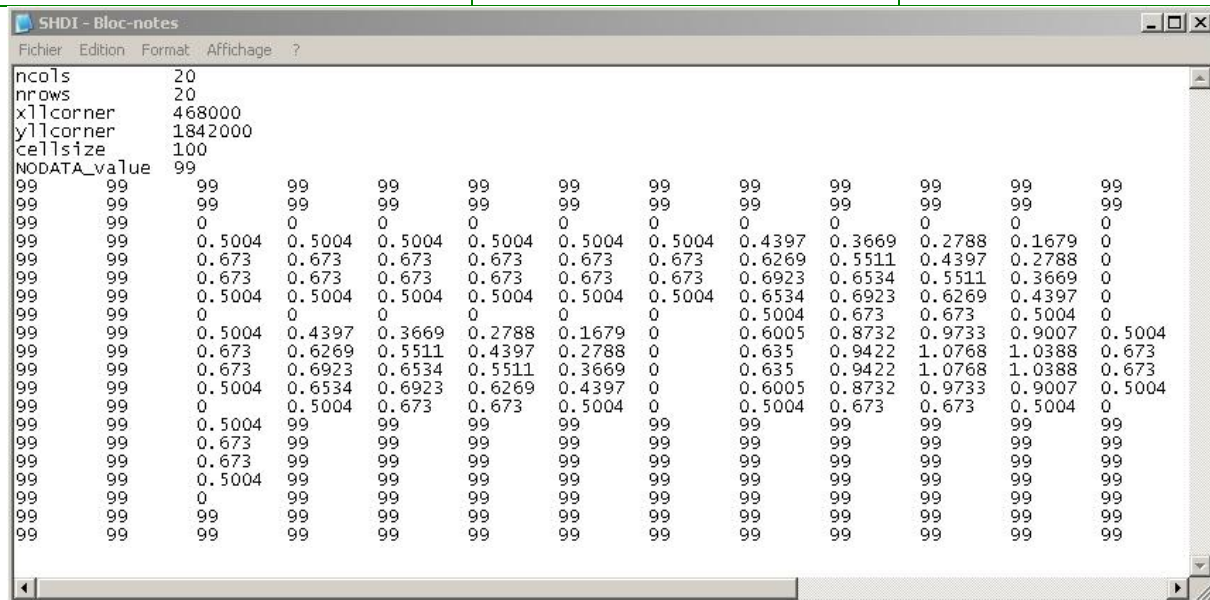 SHDI - Bloc-notes
Fichier Edition Format Affichage ?
ncols 20
nrows 20
xllcorner 468000
yllcorner 1842000
cellsize 100
NODATA_value 99
99 99 99 99 99 99 99 99 99 99 99 99 99
99 99 99 99 99 99 99 99 99 99 99 99 99
99 99 0 0 0 0 0 0 0 0 0 0 0
99 99 0.5004 0.5004 0.5004 0.5004 0.5004 0.5004 0.4397 0.3669 0.2788 0.1679 0
99 99 0.673 0.673 0.673 0.673 0.673 0.673 0.6269 0.5511 0.4397 0.2788 0
99 99 0.673 0.673 0.673 0.673 0.673 0.673 0.6923 0.6534 0.5511 0.3669 0
99 99 0.5004 0.5004 0.5004 0.5004 0.5004 0.5004 0.6534 0.6923 0.6269 0.4397 0
99 99 0 0 0 0 0 0 0.5004 0.673 0.673 0.5004 0
99 99 0.5004 0.4397 0.3669 0.2788 0.1679 0 0.6005 0.8732 0.9733 0.9007 0.5004
99 99 0.673 0.6269 0.5511 0.4397 0.2788 0 0.635 0.9422 1.0768 1.0388 0.673
99 99 0.673 0.6923 0.6534 0.5511 0.3669 0 0.635 0.9422 1.0768 1.0388 0.673
99 99 0.5004 0.6534 0.6923 0.6269 0.4397 0 0.6005 0.8732 0.9733 0.9007 0.5004
99 99 0 0.5004 0.673 0.673 0.5004 0 0.5004 0.673 0.673 0.5004 0
99 99 0.5004 99 99 99 99 99 99 99 99 99 99
99 99 0.673 99 99 99 99 99 99 99 99 99 99
99 99 0.673 99 99 99 99 99 99 99 99 99 99
99 99 0.5004 99 99 99 99 99 99 99 99 99 99
99 99 0 99 99 99 99 99 99 99 99 99 99
99 99 99 99 99 99 99 99 99 99 99 99 99
99 99 99 99 99 99 99 99 99 99 99 99 99